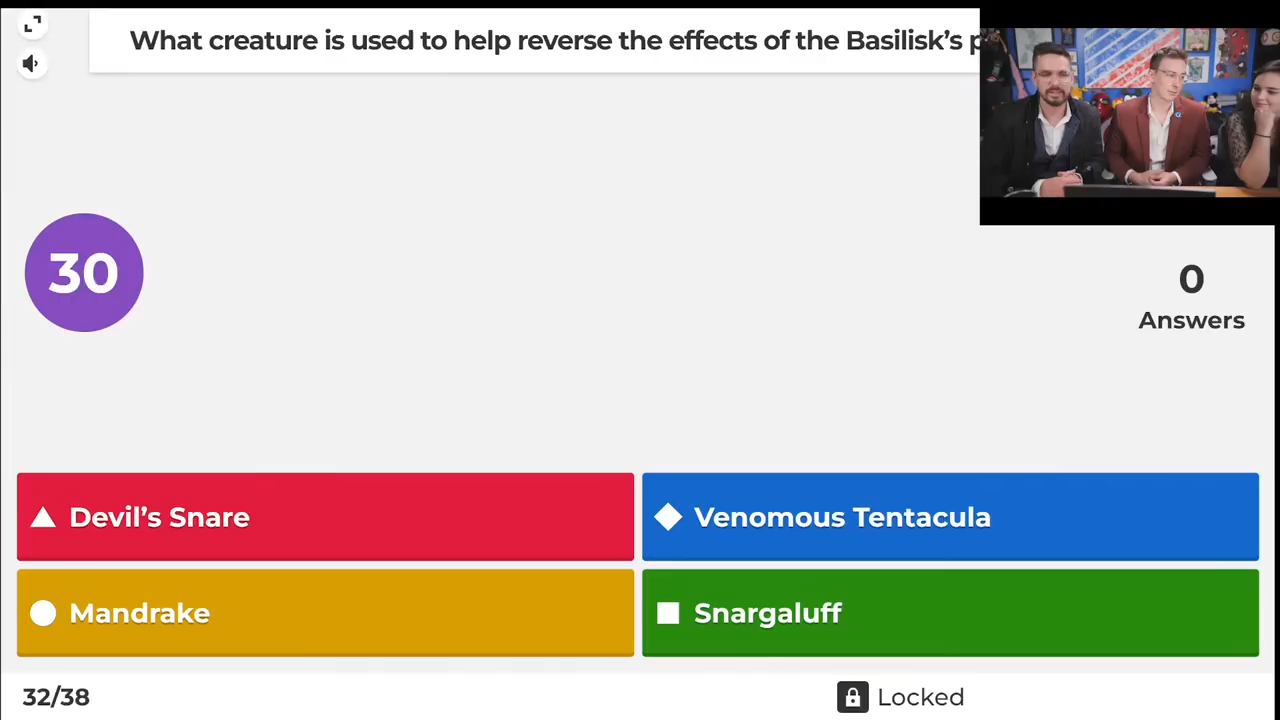 What creature is used to help reverse the effects of the Basilisk's
30
0
Answers
Devil's Snare
Venomous Tentacula
Mandrake
Snargaluff
32/38
Locked